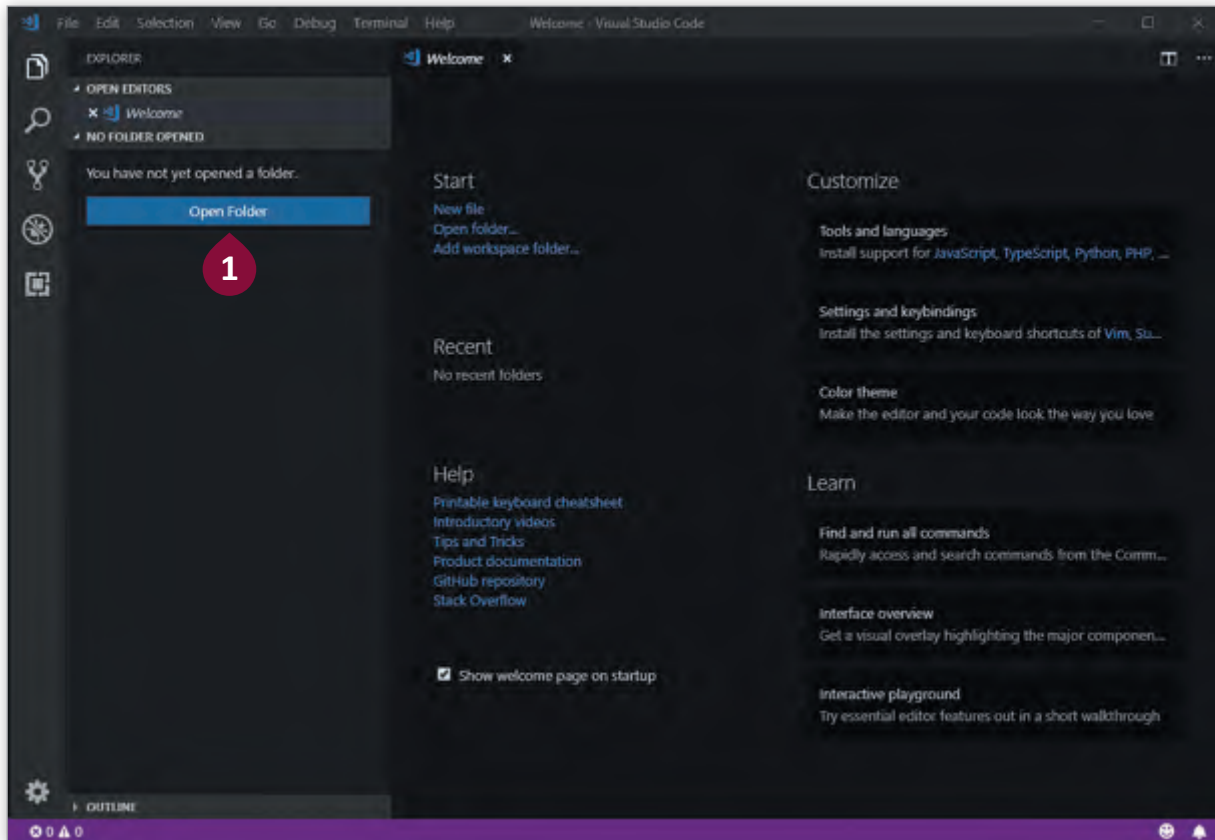 File Edit Selection View Go Debug Terminal Help Welcome - Visual Studio Code
EXPLORER
OPEN EDITORS
Welcome
NO FOLDER OPENED
You have not yet opened a folder.
Open Folder
1
Welcome
Start
New file
Open folder...
Add workspace folder...
Recent
No recent folders
Help
Printable keyboard cheatsheet
Introductory videos
Tips and Tricks
Product documentation
GitHub repository
Stack Overflow
Show welcome page on startup
Customize
Tools and languages
Install support for JavaScript, TypeScript, Python, PHP, ...
Settings and keybindings
Install the settings and keyboard shortcuts of Vim, Su...
Color theme
Make the editor and your code look the way you love
Learn
Find and run all commands
Rapidly access and search commands from the Comm...
Interface overview
Get a visual overlay highlighting the major componen...
Interactive playground
Try essential editor features out in a short walkthrough
OUTLINE
0 0